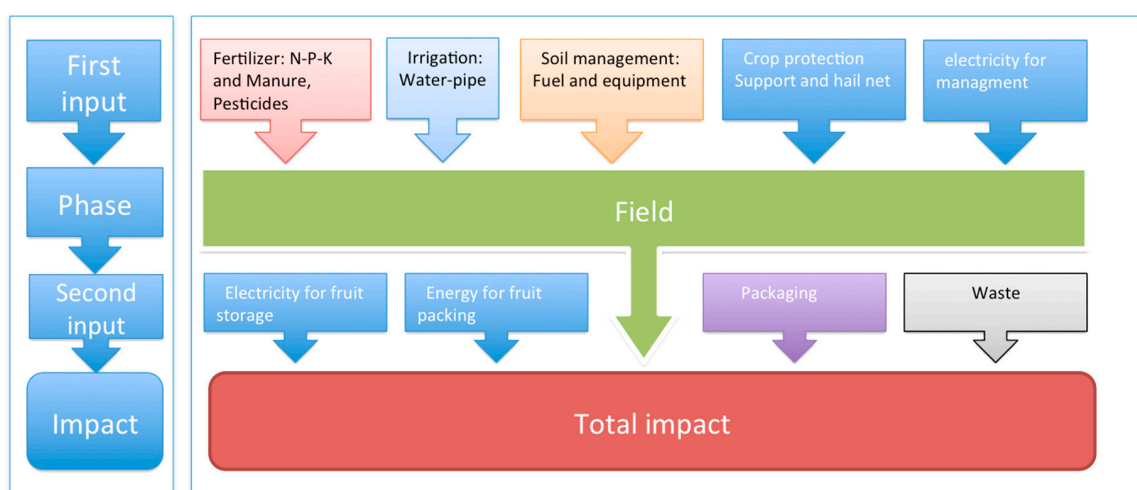 First
input
Phase
Second
input
Impact
Fertilizer: N-P-K
and Manure,
Pesticides
Irrigation:
Water-pipe
Soil management:
Fuel and equipment
Crop protection
Support and hail net
electricity for
managment
Field
Electricity for fruit
storage
Energy for fruit
packing
Packaging
Waste
Total impact